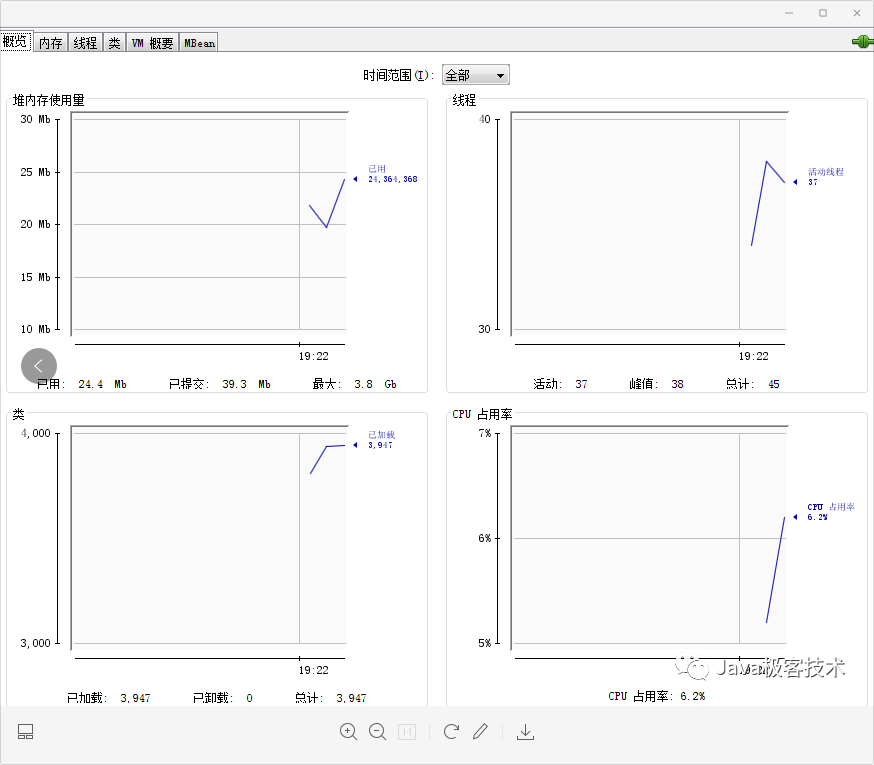 概览 内存 线程 类 VM 概要 MBean
时间范围(I): 全部
堆内存使用量
30 Mb
25 Mb
20 Mb
15 Mb
10 Mb
已用
24,364,368
19:22
已用: 24.4 Mb 已提交: 39.3 Mb 最大: 3.8 Gb
线程
40
30
活动线程
37
19:22
活动: 37 峰值: 38 总计: 45
类
4,000
3,000
已加载
3,947
19:22
已加载: 3,947 已卸载: 0 总计: 3,947
CPU 占用率
7%
6%
5%
CPU 占用率
6.2%
CPU 占用率: 6.2%
Java极客技术
1:1